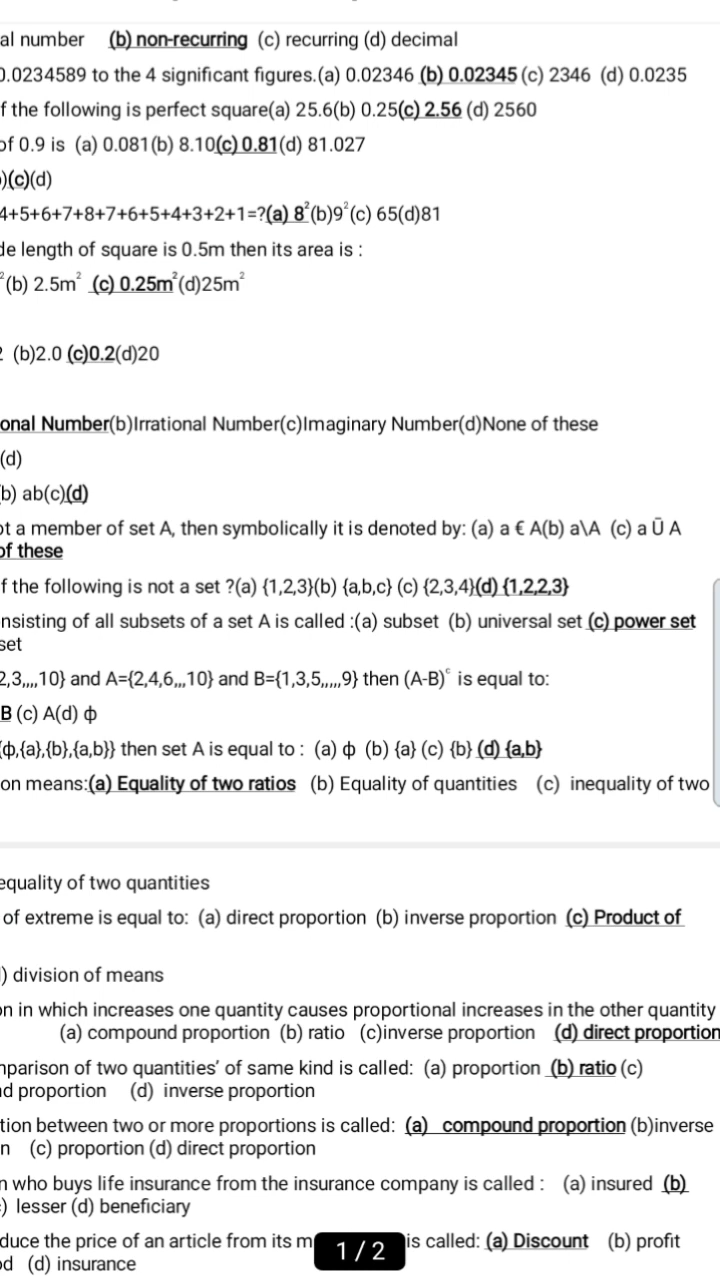 al number (b) non-recurring (c) recurring (d) decimal
0.0234589 to the 4 significant figures.(a) 0.02346 (b) 0.02345 (c) 2346 (d) 0.0235
f the following is perfect square(a) 25.6(b) 0.25(c) 2.56 (d) 2560
of 0.9 is (a) 0.081(b) 8.10(c) 0.81(d) 81.027
)(c)(d)
4+5+6+7+8+7+6+5+4+3+2+1=?(a) 8²(b)9²(c) 65(d)81
de length of square is 0.5m then its area is :
²(b) 2.5m² (c) 0.25m²(d)25m²
(b)2.0 (c)0.2(d)20
onal Number(b)Irrational Number(c)Imaginary Number(d)None of these
(d)
b) ab(c)(d)
ot a member of set A, then symbolically it is denoted by: (a) a € A(b) a\A (c) a Ū A
of these
f the following is not a set ?(a) {1,2,3}(b) {a,b,c} (c) {2,3,4}(d) {1,2,2,3}
nsisting of all subsets of a set A is called :(a) subset (b) universal set (c) power set
set
2,3,,,,10} and A={2,4,6,,,10} and B={1,3,5,,,,,9} then (A-B)ᶜ is equal to:
B (c) A(d) ф
{ф,{a},{b},{a,b}} then set A is equal to : (a) ф (b) {a} (c) {b} (d) {a,b}
on means:(a) Equality of two ratios (b) Equality of quantities (c) inequality of two
equality of two quantities
of extreme is equal to: (a) direct proportion (b) inverse proportion (c) Product of
) division of means
on in which increases one quantity causes proportional increases in the other quantity
(a) compound proportion (b) ratio (c)inverse proportion (d) direct proportion
mparison of two quantities' of same kind is called: (a) proportion (b) ratio (c)
nd proportion (d) inverse proportion
tion between two or more proportions is called: (a) compound proportion (b)inverse
n (c) proportion (d) direct proportion
n who buys life insurance from the insurance company is called : (a) insured (b)
) lesser (d) beneficiary
duce the price of an article from its m 1 / 2 is called: (a) Discount (b) profit
od (d) insurance